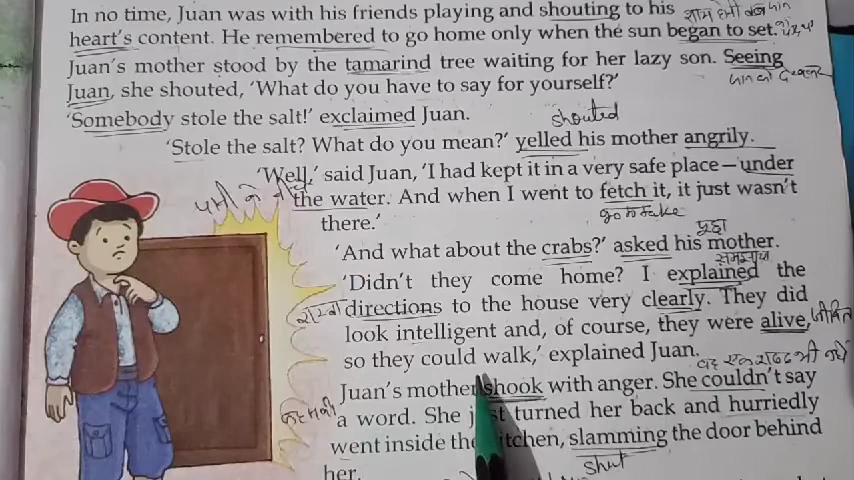 In no time, Juan was with his friends playing and shouting to his
heart's content. He remembered to go home only when the sun began to set.
Juan's mother stood by the tamarind tree waiting for her lazy son. Seeing
Juan, she shouted, 'What do you have to say for yourself?'
'Somebody stole the salt!' exclaimed Juan.
shouted
'Stole the salt? What do you mean?' yelled his mother angrily.
'Well,' said Juan, 'I had kept it in a very safe place—under
the water. And when I went to fetch it, it just wasn't
go to take
there.'
पूछा
'And what about the crabs?' asked his mother.
समझाया
'Didn't they come home? I explained the
रास्ता
directions to the house very clearly. They did
look intelligent and, of course, they were alive,
so they could walk,' explained Juan.
Juan's mother shook with anger. She couldn't say
a word. She just turned her back and hurriedly
went inside the kitchen, slamming the door behind
shut
her.